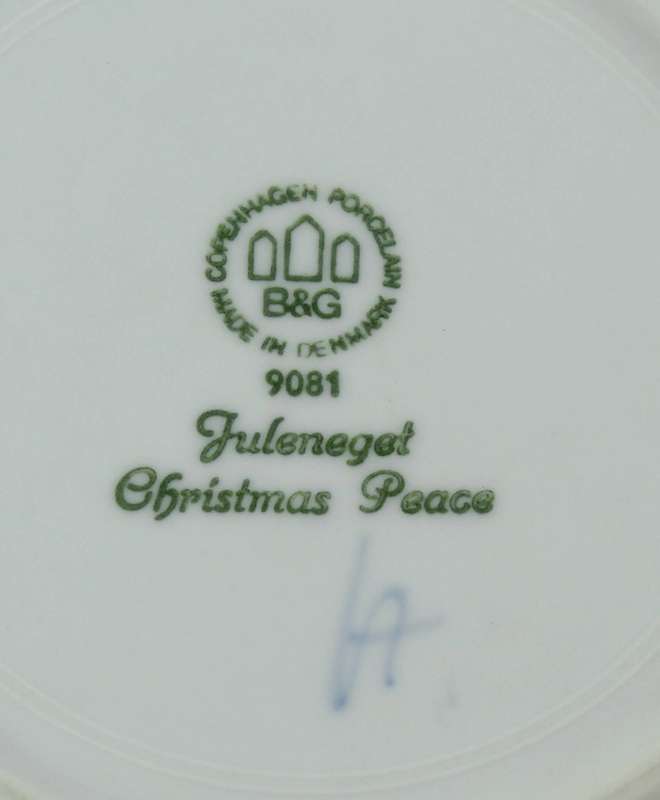 COPENHAGEN PORCELAIN
B&G
MADE IN DENMARK
9081
Juleneget
Christmas Peace